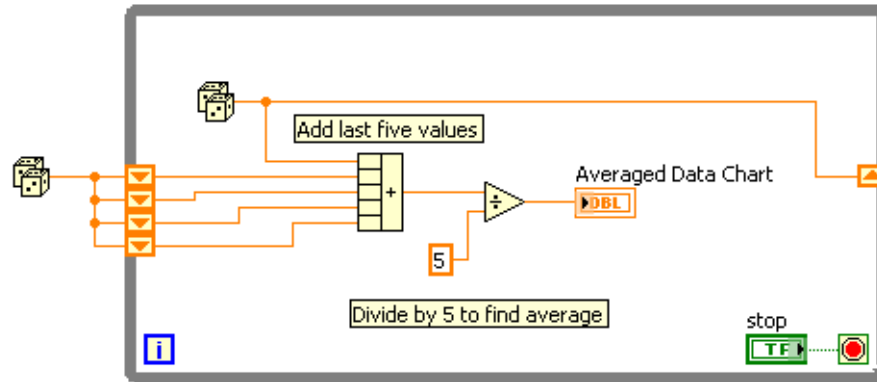 Add last five values
+
Averaged Data Chart
÷
DBL
5
Divide by 5 to find average
stop
i
TF